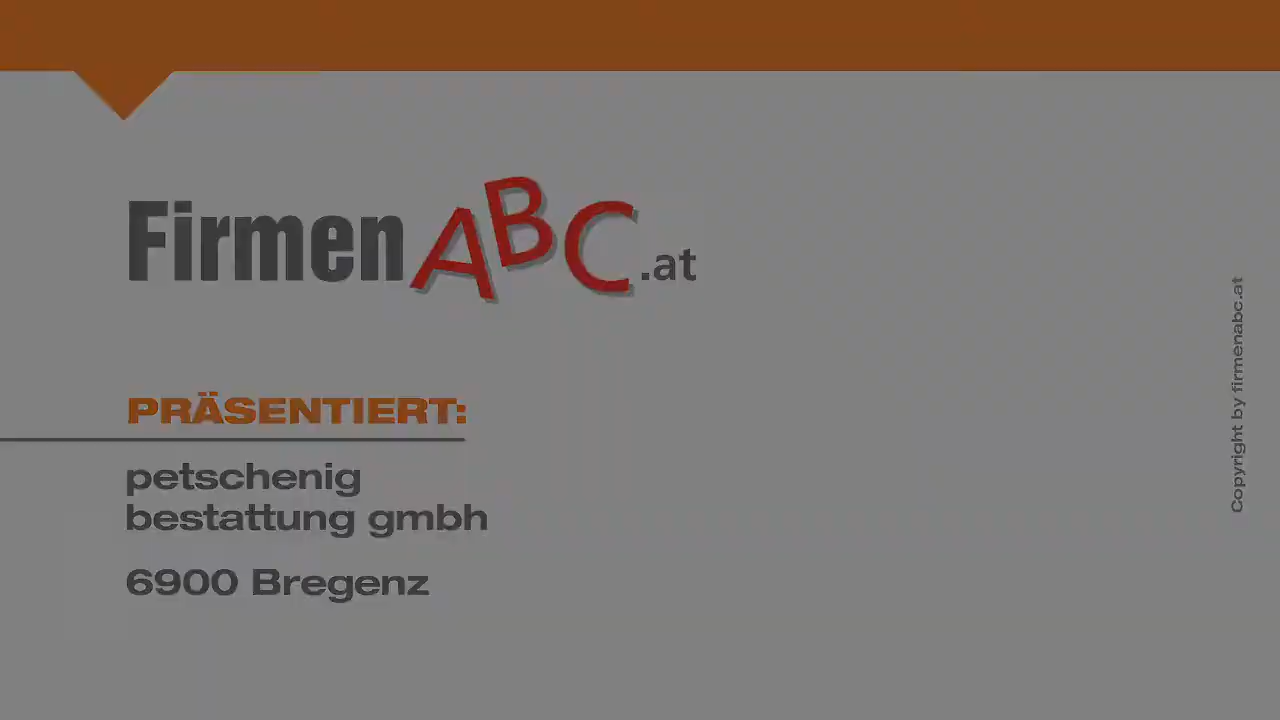 FirmenABC.at
PRÄSENTIERT:
petschenig
bestattung gmbh
6900 Bregenz
Copyright by firmenabc.at